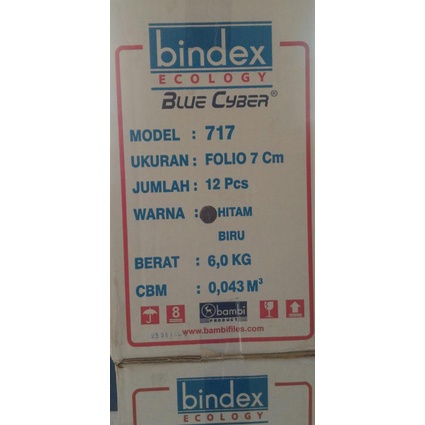 bindex
ECOLOGY
BLUE CYBER®
MODEL : 717
UKURAN : FOLIO 7 Cm
JUMLAH : 12 Pcs
WARNA : HITAM
BIRU
BERAT : 6,0 KG
CBM : 0,043 M³
8
bambi
PRODUCT
www.bambifiles.com
bindex
ECOLOGY